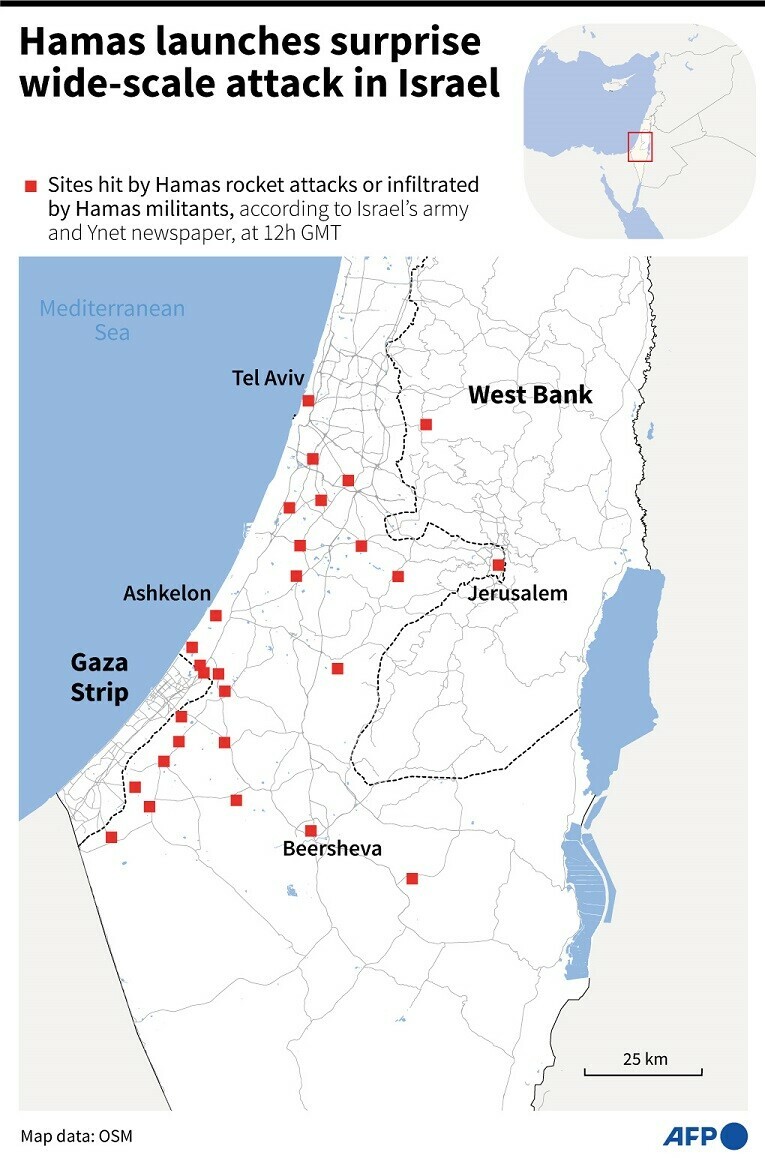 Hamas launches surprise
wide-scale attack in Israel
Sites hit by Hamas rocket attacks or infiltrated
by Hamas militants, according to Israel's army
and Ynet newspaper, at 12h GMT
Mediterranean
Sea
Tel Aviv
West Bank
Ashkelon
Jerusalem
Gaza
Strip
Beersheva
25 km
Map data: OSM
AFP